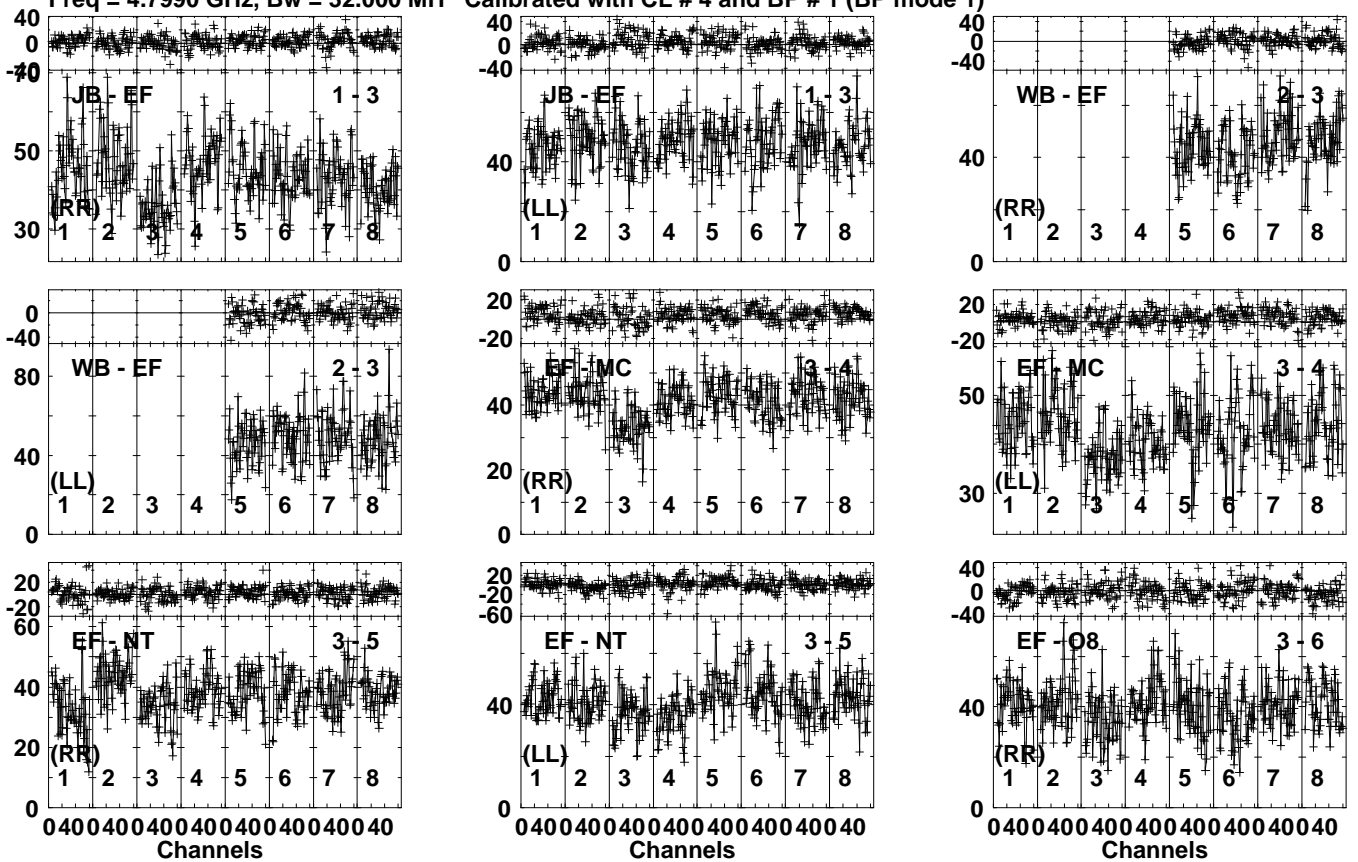 Freq = 4.7990 GHz, Bw = 32.000 MH Calibrated with CL # 4 and BP # 1 (BP mode 1)
40 40 40
0 0 0
-40 -40 -40
70 JB - EF 1 - 3 JB - EF 1 - 3 WB - EF 2 - 3
50 40 40
(RR) (LL) (RR)
30 1 2 3 4 5 6 7 8 1 2 3 4 5 6 7 8 1 2 3 4 5 6 7 8
0 0
0 20 20
-40 -20 -20
80 WB - EF 2 - 3 EF - MC 3 - 4 EF - MC 3 - 4
40 40 50
(LL) 20 (RR) (LL)
1 2 3 4 5 6 7 8 1 2 3 4 5 6 7 8 30 1 2 3 4 5 6 7 8
0 0
20 20 40
-20 -20 0
-60 -40
60 EF - NT 3 - 5 EF - NT 3 - 5 EF - O8 3 - 6
40 40 40
20 (RR) (LL) (RR)
1 2 3 4 5 6 7 8 1 2 3 4 5 6 7 8 1 2 3 4 5 6 7 8
0 0 0
0 40 0 40 0 40 0 40 0 40 0 40 0 40 0 40 0 40 0 40 0 40 0 40 0 40 0 40 0 40 0 40 0 40 0 40 0 40 0 40 0 40 0 40 0 40 0 40
Channels Channels Channels